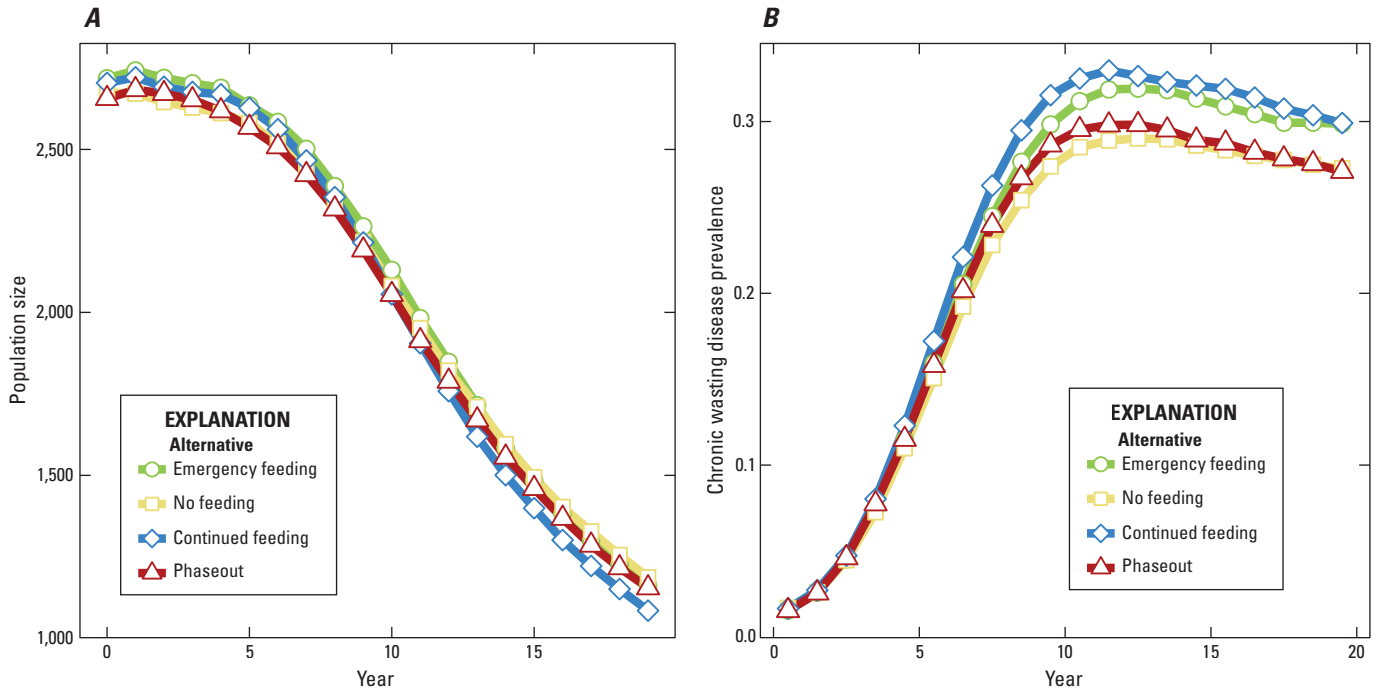 A
Population size
2,500
2,000
1,500
1,000
0
5
10
15
Year
EXPLANATION
Alternative
Emergency feeding
No feeding
Continued feeding
Phaseout
B
Chronic wasting disease prevalence
0.3
0.2
0.1
0.0
0
5
10
15
20
Year
EXPLANATION
Alternative
Emergency feeding
No feeding
Continued feeding
Phaseout